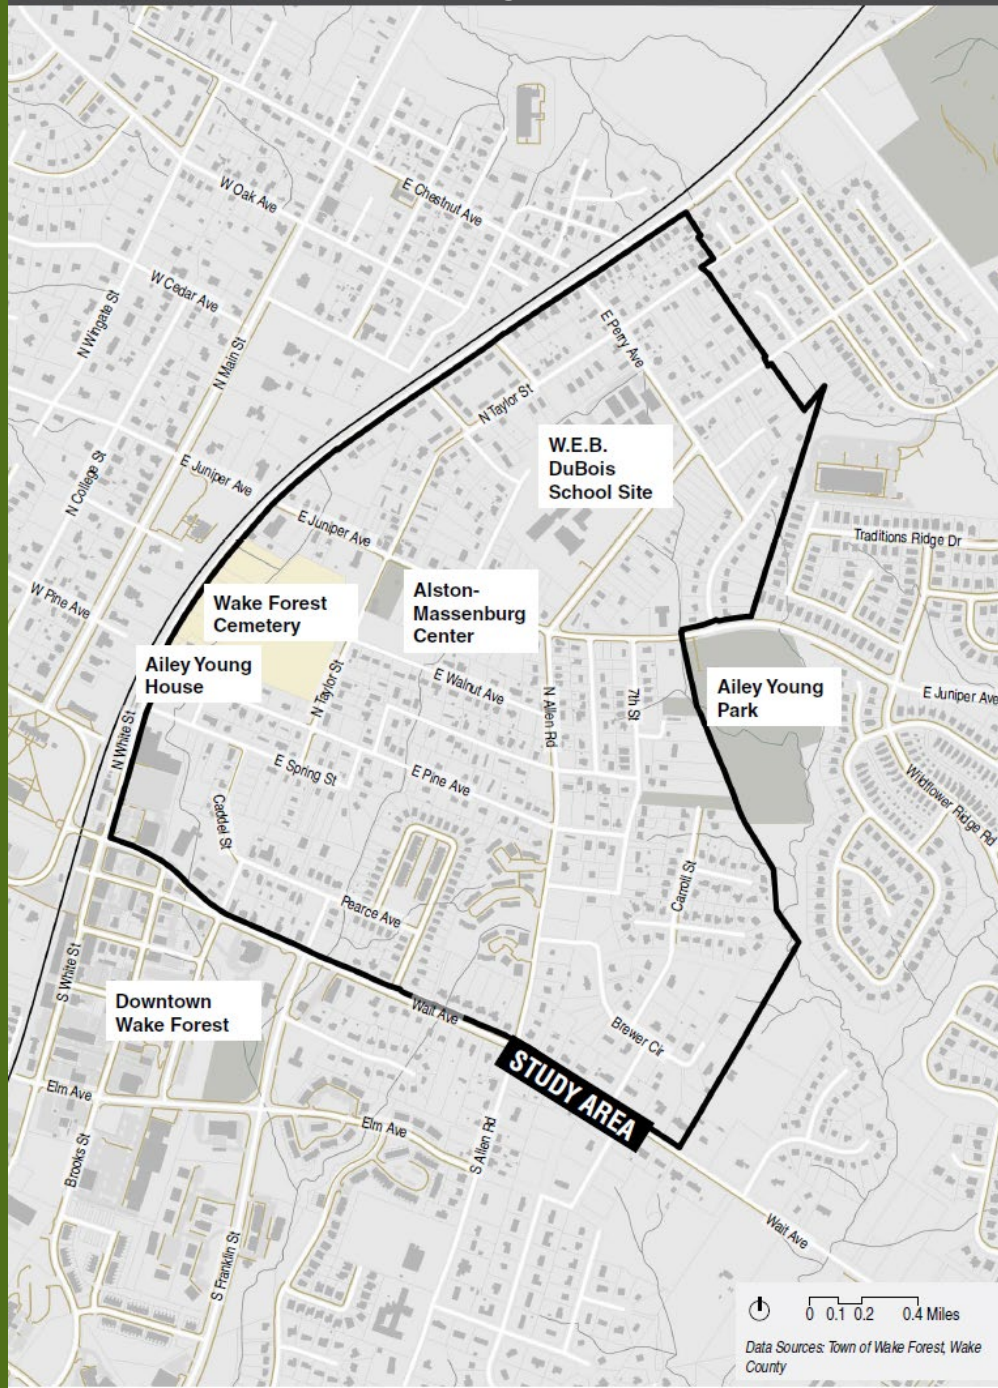 E Chestnut Ave
W Oak Ave
W Cedar Ave
N Wingate St
N Main St
E Perry Ave
N Taylor St
W.E.B.
DuBois
School Site
N College St
E Juniper Ave
E Juniper Ave
Traditions Ridge Dr
W Pine Ave
Wake Forest
Cemetery
Alston-
Massenburg
Center
Ailey Young
House
N Taylor St
E Walnut Ave
N Allen Rd
7th St
Ailey Young
Park
E Juniper Ave
N White St
E Spring St
E Pine Ave
Wildflower Ridge Rd
Caddel St
Carroll St
Pearce Ave
S White St
Downtown
Wake Forest
Wait Ave
Brewer Cir
STUDY AREA
Elm Ave
Elm Ave
S Allen Rd
Brooks St
S Franklin St
Wait Ave
0 0.1 0.2 0.4 Miles
Data Sources: Town of Wake Forest, Wake
County